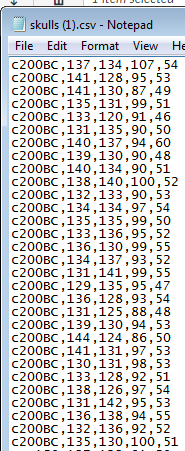 1 item selected
skulls (1).csv - Notepad
File Edit Format View He
c200BC,137,134,107,54
c200BC,141,128,95,53
c200BC,141,130,87,49
c200BC,135,131,99,51
c200BC,133,120,91,46
c200BC,131,135,90,50
c200BC,140,137,94,60
c200BC,139,130,90,48
c200BC,140,134,90,51
c200BC,138,140,100,52
c200BC,132,133,90,53
c200BC,134,134,97,54
c200BC,135,135,99,50
c200BC,133,136,95,52
c200BC,136,130,99,55
c200BC,134,137,93,52
c200BC,131,141,99,55
c200BC,129,135,95,47
c200BC,136,128,93,54
c200BC,131,125,88,48
c200BC,139,130,94,53
c200BC,144,124,86,50
c200BC,141,131,97,53
c200BC,130,131,98,53
c200BC,133,128,92,51
c200BC,138,126,97,54
c200BC,131,142,95,53
c200BC,136,138,94,55
c200BC,132,136,92,52
c200BC,135,130,100,51